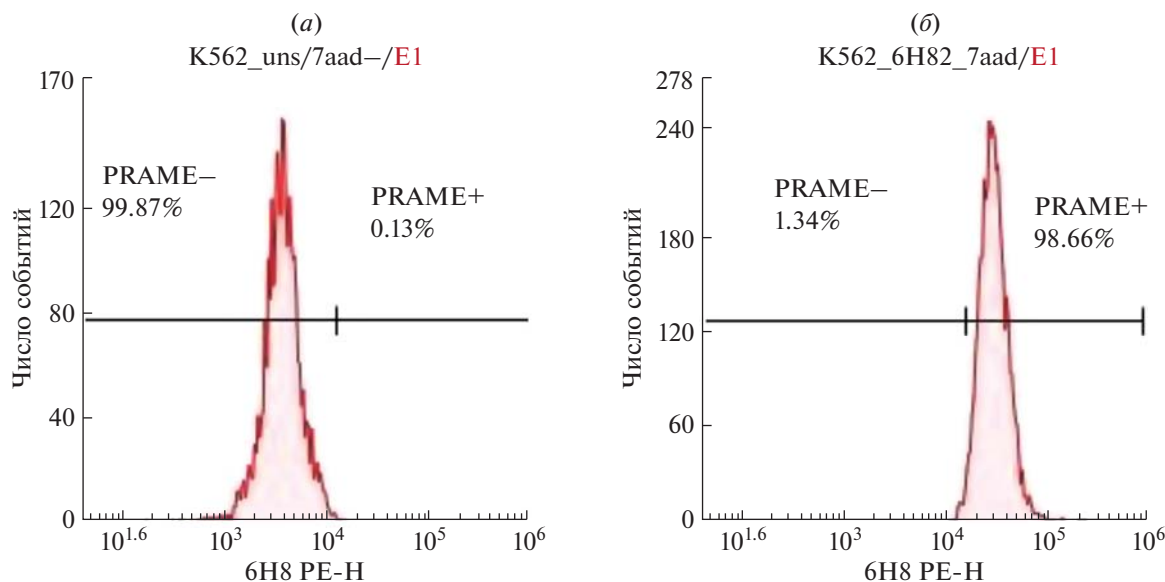 (а)
K562_uns/7aad–/E1
170
120
80
40
0
Число событий
PRAME–
99.87%
PRAME+
0.13%
10^1.6 10^3 10^4 10^5 10^6
6H8 PE-H
(б)
K562_6H82_7aad/E1
278
240
180
120
60
0
Число событий
PRAME–
1.34%
PRAME+
98.66%
10^1.6 10^3 10^4 10^5 10^6
6H8 PE-H